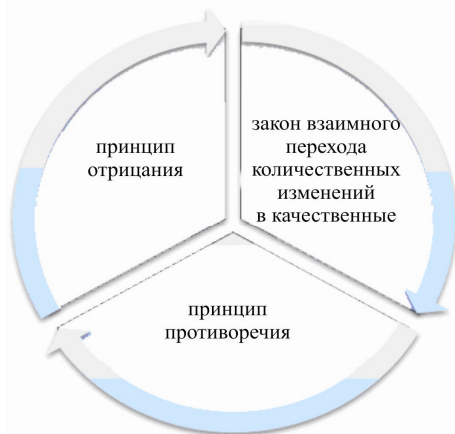 принцип
отрицания
закон взаимного
перехода
количественных
изменений
в качественные
принцип
противоречия